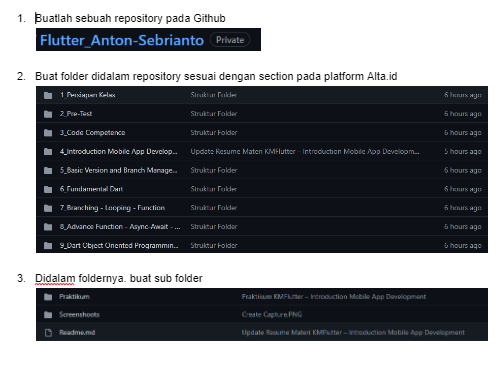 1. Buatlah sebuah repository pada Github
Flutter_Anton-Sebrianto Private
2. Buat folder didalam repository sesuai dengan section pada platform Alta.id
1_Persiapan Kelas Struktur Folder 6 hours ago
2_Pre-Test Struktur Folder 6 hours ago
3_Code Competence Struktur Folder 6 hours ago
4_Introduction Mobile App Develop... Update Resume Materi KMFlutter - Introduction Mobile App Developm... 5 hours ago
5_Basic Version and Branch Manage... Struktur Folder 6 hours ago
6_Fundamental Dart Struktur Folder 6 hours ago
7_Branching - Looping - Function Struktur Folder 6 hours ago
8_Advance Function - Async-Await - ... Struktur Folder 6 hours ago
9_Dart Object Oriented Programmin... Struktur Folder 6 hours ago
3. Didalam foldernya. buat sub folder
Praktikum Praktikum KMFlutter – Introduction Mobile App Development
Screenshoots Create Capture.PNG
Readme.md Update Resume Materi KMFlutter – Introduction Mobile App Development